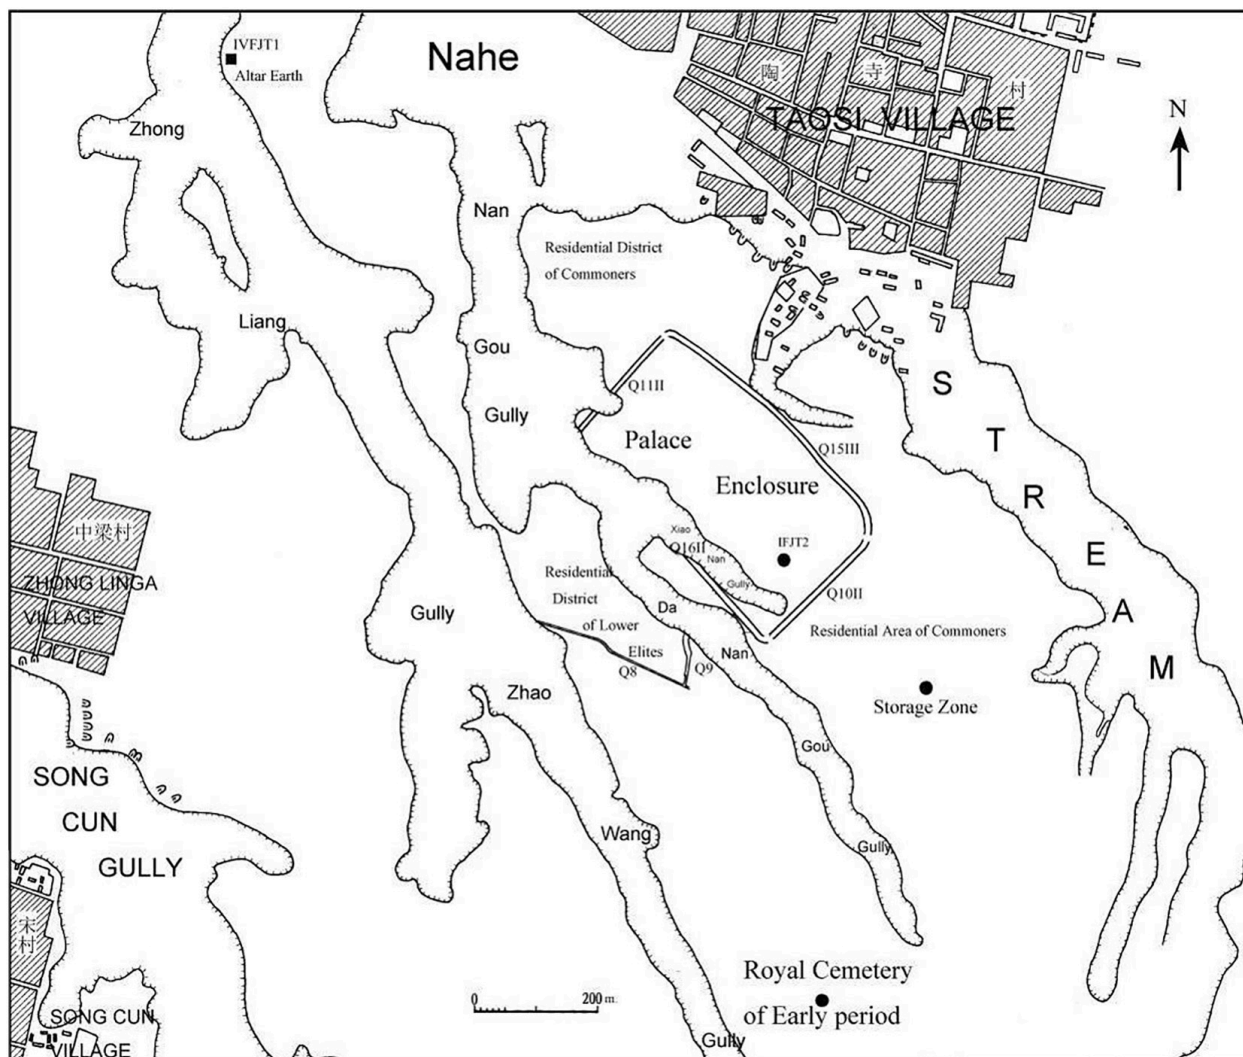 IVFJT1
Altar Earth
Nahe
陶寺村
TAOSI VILLAGE
N
Zhong
Nan
Residential District
of Commoners
Liang
Gou
Gully
Q11II
Palace
Enclosure
Q15III
S
T
R
E
A
M
中梁村
ZHONG LINGA
VILLAGE
Xiao
Q16II
Nan
Gully
IFJT2
Q10II
Residential
District
of Lower
Elites
Q8
Q9
Da
Nan
Gou
Gully
Gully
Zhao
Wang
Gully
Residential Area of Commoners
Storage Zone
SONG
CUN
GULLY
宋村
SONG CUN
VILLAGE
0
200 m.
Royal Cemetery
of Early period